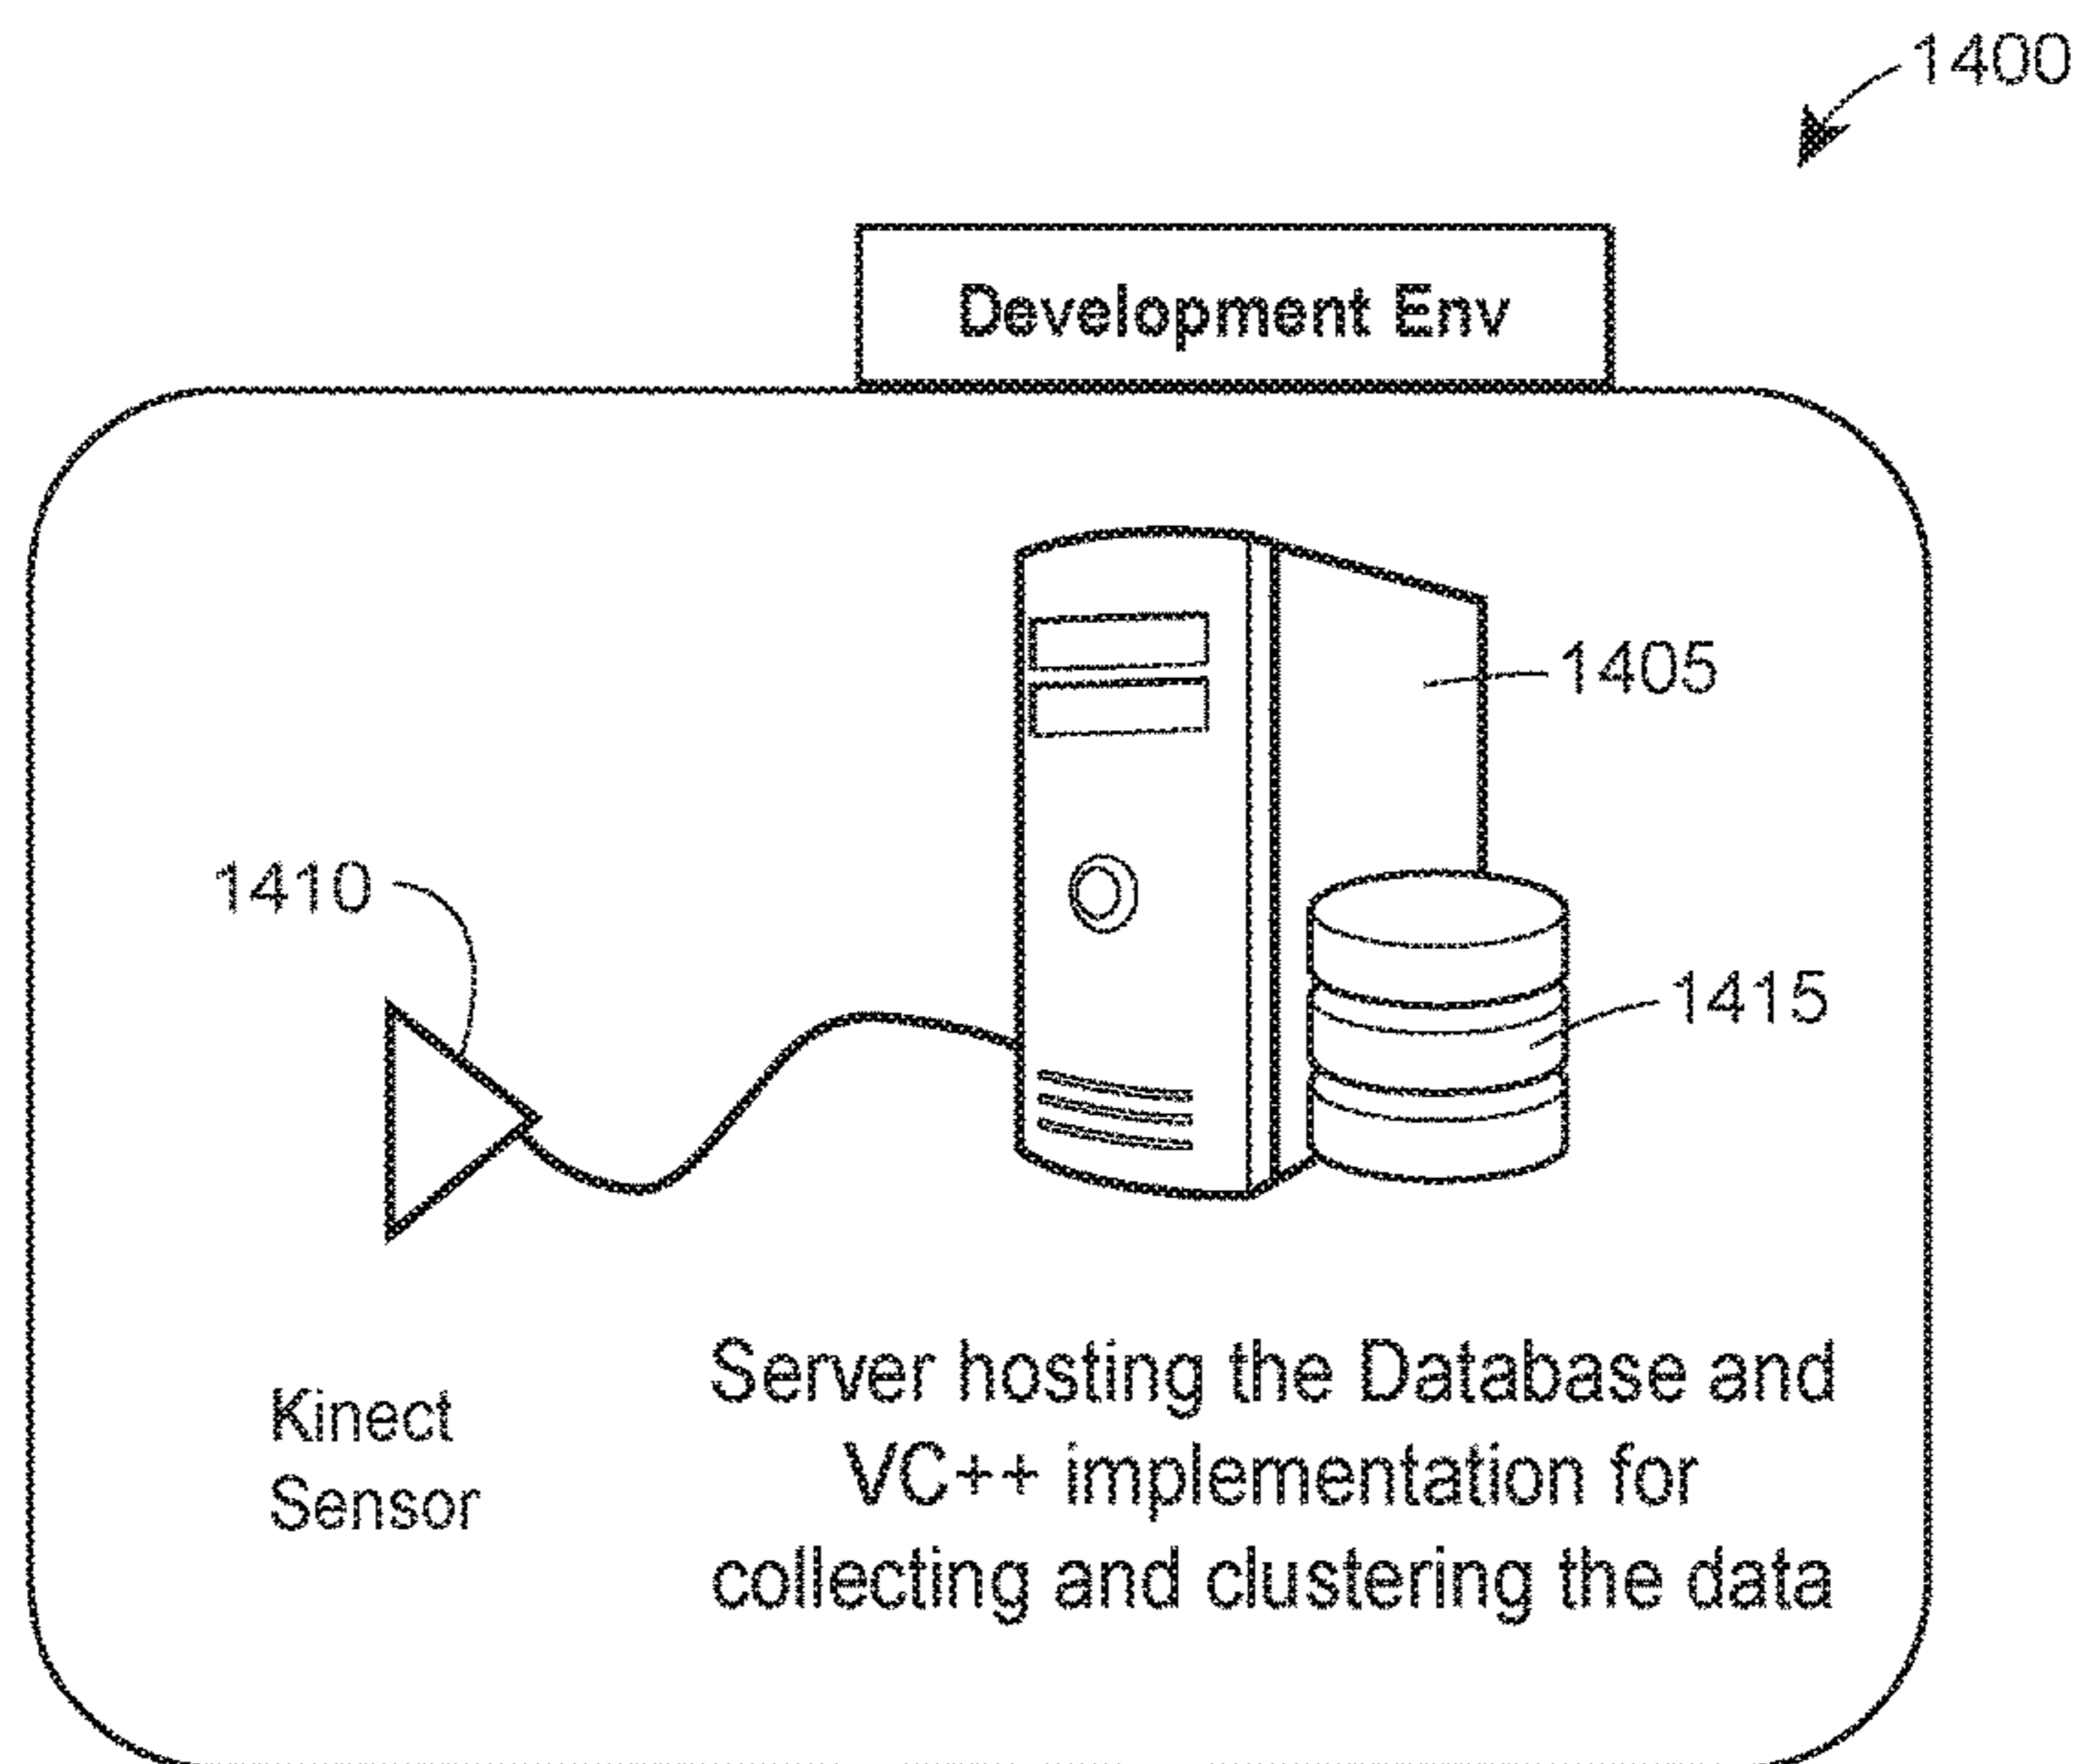 1400
Development Env
1405
1410
1415
Kinect
Sensor
Server hosting the Database and
VC++ implementation for
collecting and clustering the data